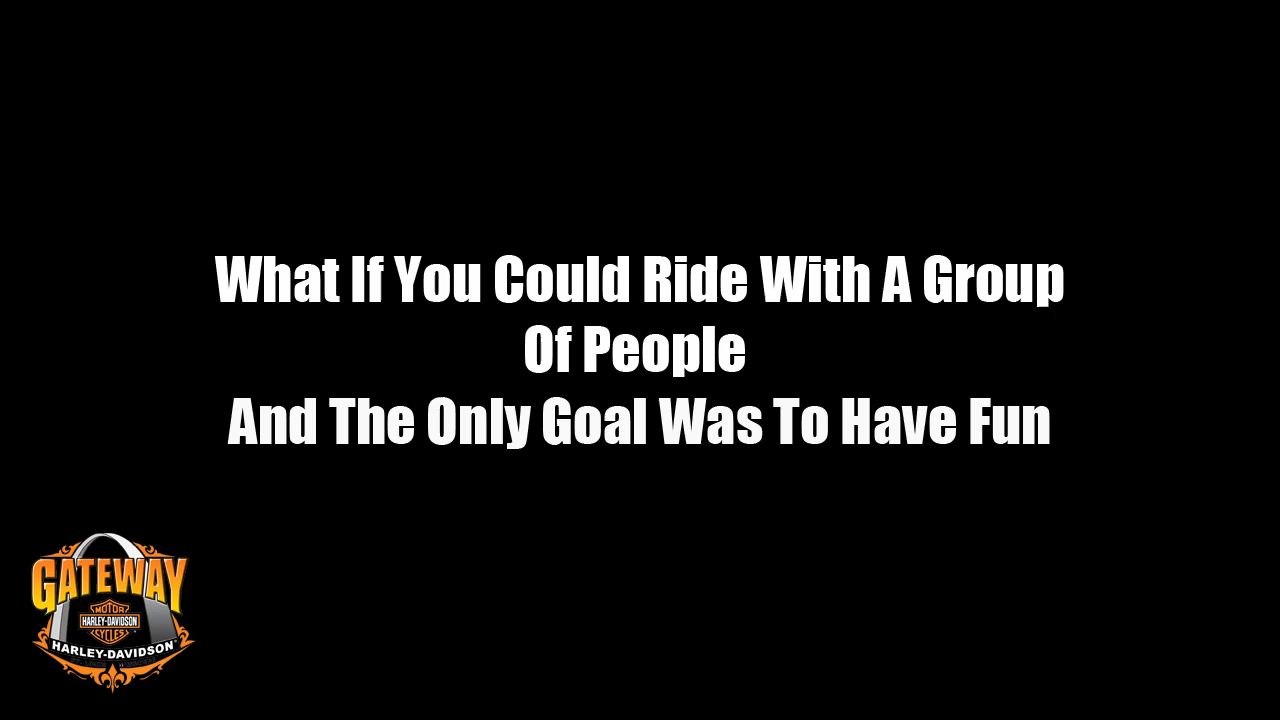 What If You Could Ride With A Group
Of People
And The Only Goal Was To Have Fun
GATEWAY
MOTOR
HARLEY-DAVIDSON
CYCLES
HARLEY-DAVIDSON